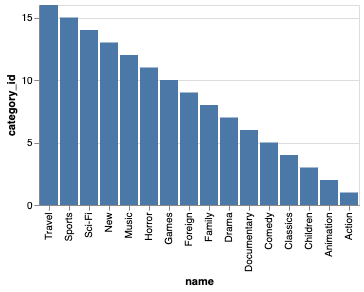 15
10
5
0
category_id
Travel
Sports
Sci-Fi
New
Music
Horror
Games
Foreign
Family
Drama
Documentary
Comedy
Classics
Children
Animation
Action
name